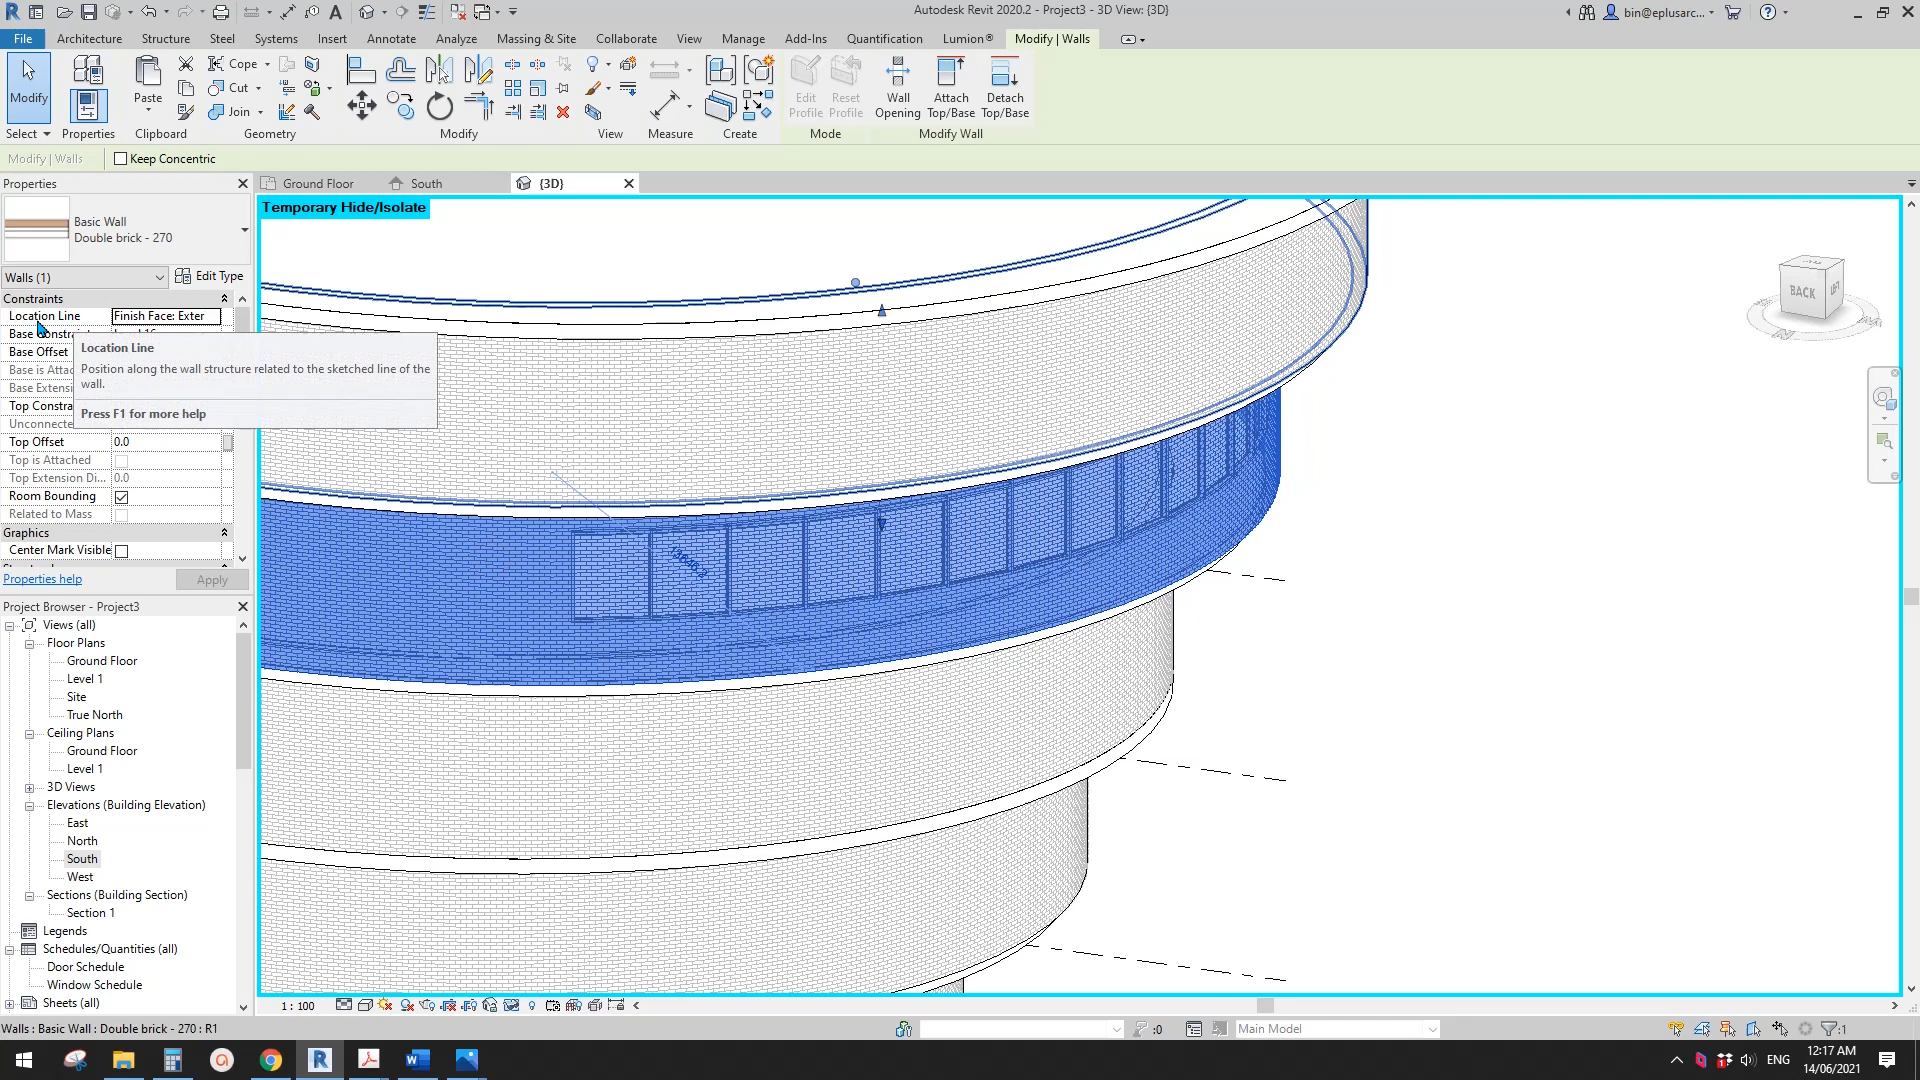 Autodesk Revit 2020.2 - Project3 - 3D View: {3D}
bin@eplusarc...
File Architecture Structure Steel Systems Insert Annotate Analyze Massing & Site Collaborate View Manage Add-Ins Quantification Lumion® Modify | Walls
Modify
Paste
Cope
Cut
Join
Edit Profile
Reset Profile
Wall Opening
Attach Top/Base
Detach Top/Base
Select Properties Clipboard Geometry Modify View Measure Create Mode Modify Wall
Modify | Walls
Keep Concentric
Properties
Ground Floor
South
{3D}
Temporary Hide/Isolate
Basic Wall
Double brick - 270
Walls (1)
Edit Type
Constraints
Location Line Finish Face: Exter
Base Offset
Base is Attac
Base Extensi
Top Constra
Unconnecte
Top Offset 0.0
Top is Attached
Top Extension Di... 0.0
Room Bounding
Related to Mass
Graphics
Center Mark Visible
Properties help
Apply
Location Line
Position along the wall structure related to the sketched line of the
wall.
Press F1 for more help
BACK
LEFT
Project Browser - Project3
Views (all)
Floor Plans
Ground Floor
Level 1
Site
True North
Ceiling Plans
Ground Floor
Level 1
3D Views
Elevations (Building Elevation)
East
North
South
West
Sections (Building Section)
Section 1
Legends
Schedules/Quantities (all)
Door Schedule
Window Schedule
Sheets (all)
1 : 100
Walls : Basic Wall : Double brick - 270 : R1
:0
Main Model
:1
ENG
12:17 AM
14/06/2021